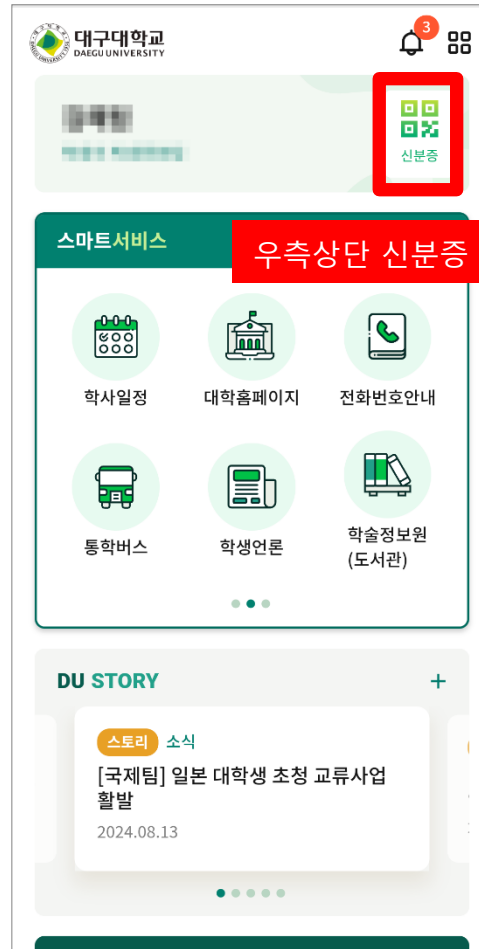 대구대학교
DAEGU UNIVERSITY
3
신분증
스마트서비스
우측상단 신분증
학사일정
대학홈페이지
전화번호안내
통학버스
학생언론
학술정보원
(도서관)
DU STORY
+
스토리 소식
[국제팀] 일본 대학생 초청 교류사업
활발
2024.08.13